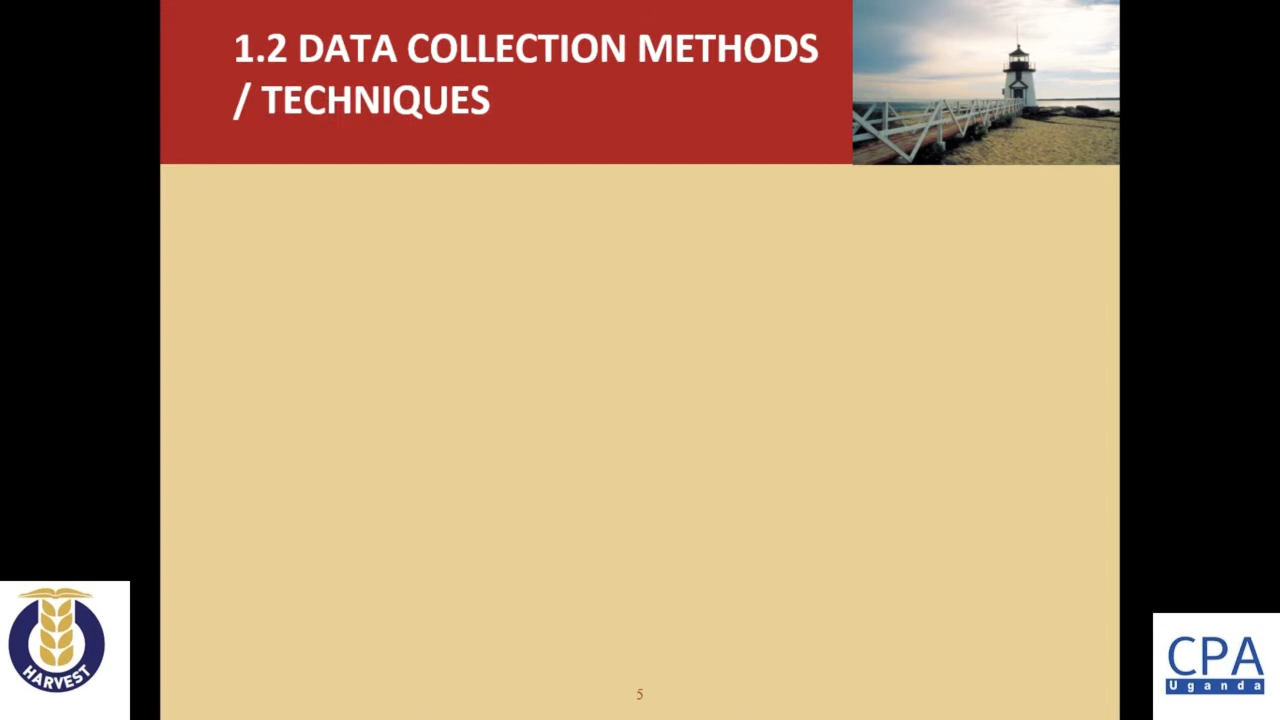 1.2 DATA COLLECTION METHODS
/ TECHNIQUES
HARVEST
CPA
Uganda
5